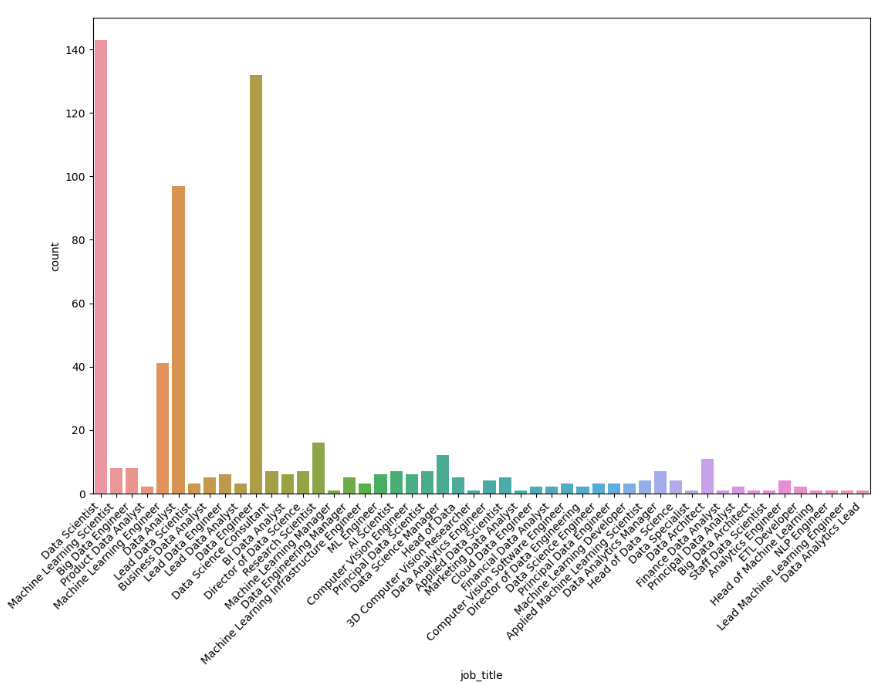 140
120
100
80
60
40
20
0
count
Data Scientist
Machine Learning Scientist
Big Data Engineer
Product Data Analyst
Machine Learning Engineer
Data Analyst
Lead Data Scientist
Business Data Analyst
Lead Data Engineer
Lead Data Analyst
Data Engineer
Data Science Consultant
BI Data Analyst
Director of Data Science
Research Scientist
Machine Learning Manager
Data Engineering Manager
Machine Learning Infrastructure Engineer
ML Engineer
AI Scientist
Computer Vision Engineer
Principal Data Scientist
Data Science Manager
Head of Data
3D Computer Vision Researcher
Data Analytics Engineer
Applied Data Scientist
Marketing Data Analyst
Cloud Data Engineer
Financial Data Analyst
Computer Vision Software Engineer
Director of Data Engineering
Data Science Engineer
Principal Data Engineer
Machine Learning Developer
Applied Machine Learning Scientist
Data Analytics Manager
Head of Data Science
Data Specialist
Data Architect
Finance Data Analyst
Principal Data Analyst
Big Data Architect
Staff Data Scientist
Analytics Engineer
ETL Developer
Head of Machine Learning
NLP Engineer
Lead Machine Learning Engineer
Data Analytics Lead
job_title